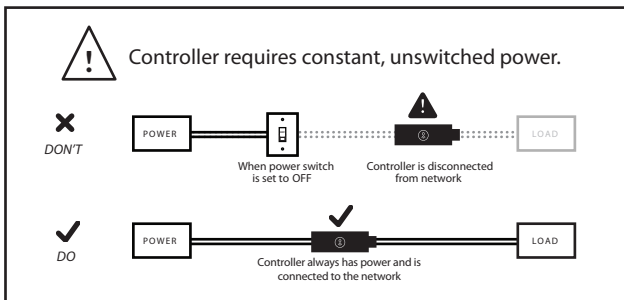 ! Controller requires constant, unswitched power.
DON'T
POWER
LOAD
When power switch
is set to OFF
Controller is disconnected
from network
DO
POWER
LOAD
Controller always has power and is
connected to the network